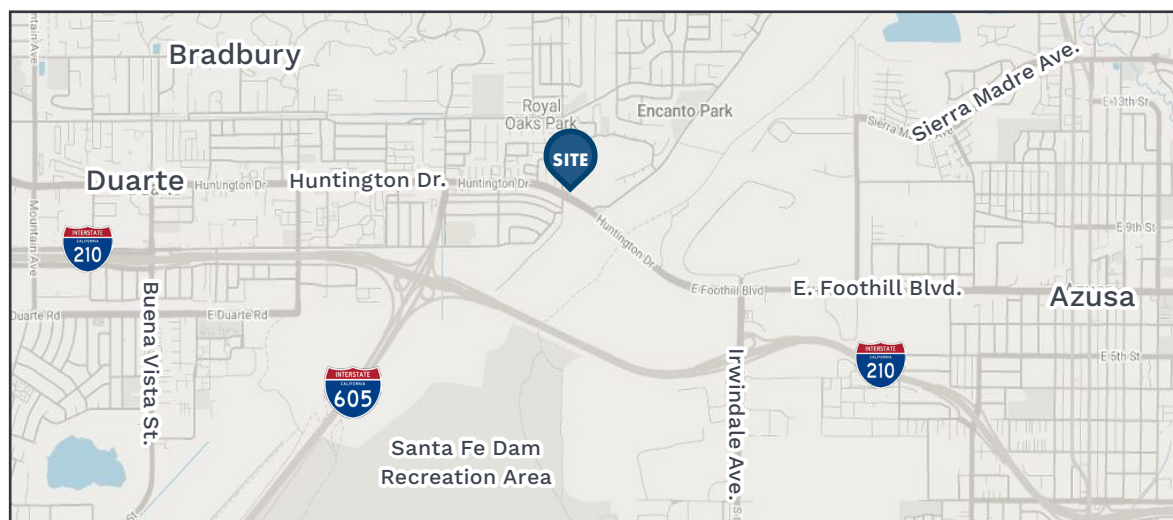 Bradbury
Sierra Madre Ave.
E 13th St
Royal
Oaks Park
Encanto Park
SITE
Duarte
Huntington Dr
Huntington Dr.
Huntington Dr
E 9th St
Mountain Ave
INTERSTATE
CALIFORNIA
210
Huntington Dr
E Foothill Blvd
E. Foothill Blvd.
Azusa
Duarte Rd
E Duarte Rd
Buena Vista St.
INTERSTATE
CALIFORNIA
605
Irwindale Ave.
INTERSTATE
CALIFORNIA
210
E 5th St
Santa Fe Dam
Recreation Area